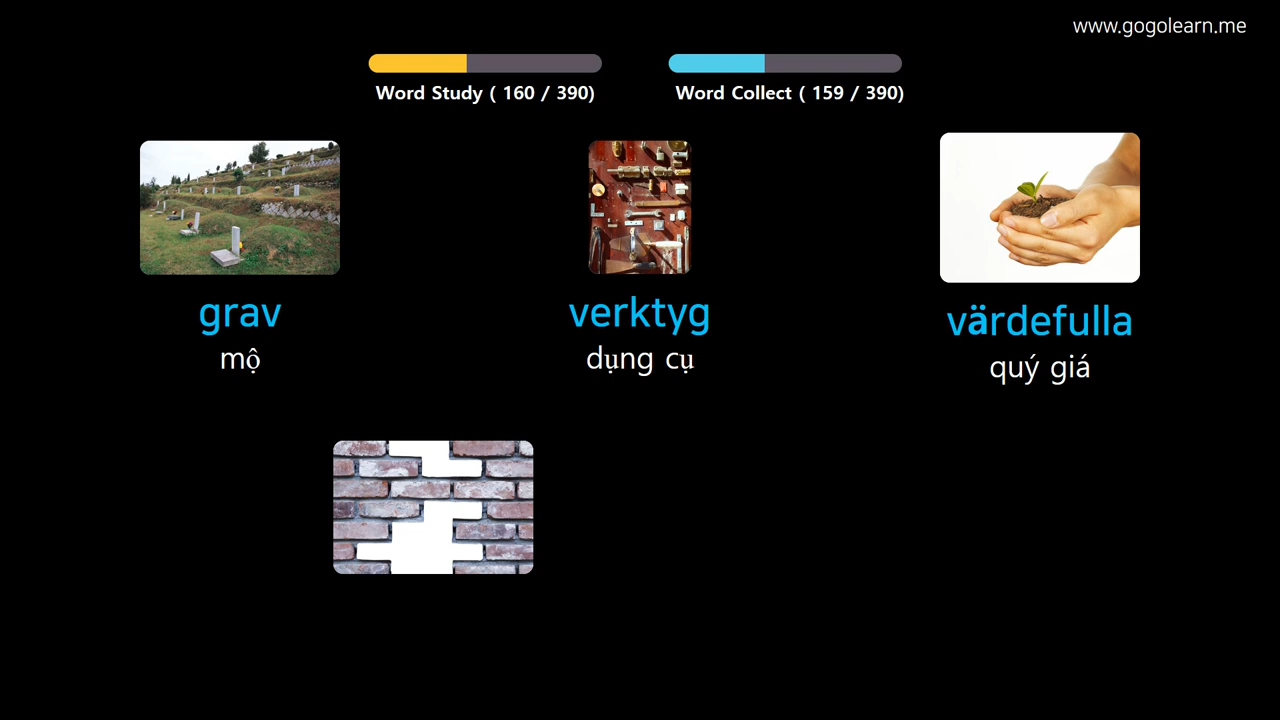 www.gogolearn.me
Word Study ( 160 / 390)
Word Collect ( 159 / 390)
grav
mộ
verktyg
dụng cụ
värdefulla
quý giá